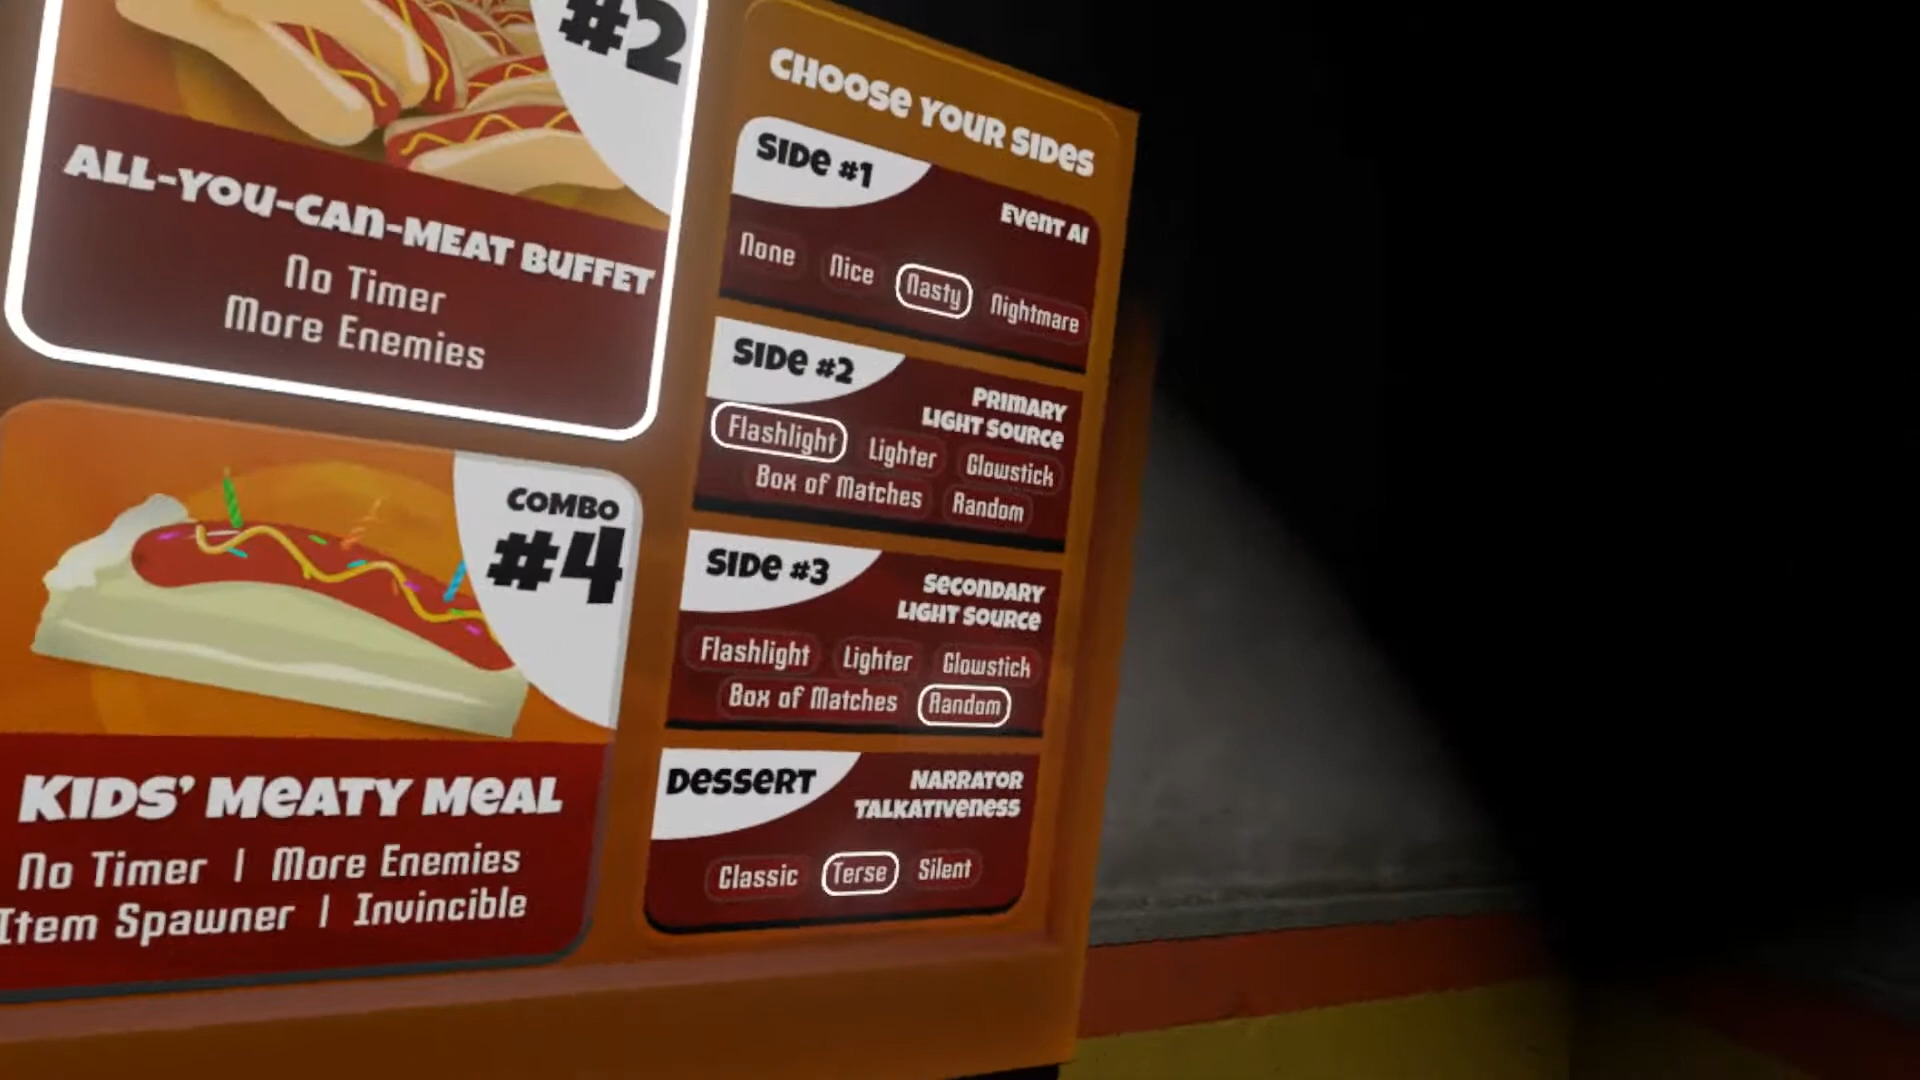 #2
ALL-YOU-CAN-MEAT BUFFET
No Timer
More Enemies
COMBO
#4
KIDS' MEATY MEAL
No Timer | More Enemies
Item Spawner | Invincible
CHOOSE YOUR SIDES
SIDE #1
EVENT AI
None Nice Nasty Nightmare
SIDE #2
PRIMARY
LIGHT SOURCE
Flashlight Lighter Glowstick
Box of Matches Random
SIDE #3
SECONDARY
LIGHT SOURCE
Flashlight Lighter Glowstick
Box of Matches Random
DESSERT
NARRATOR
TALKATIVENESS
Classic Terse Silent